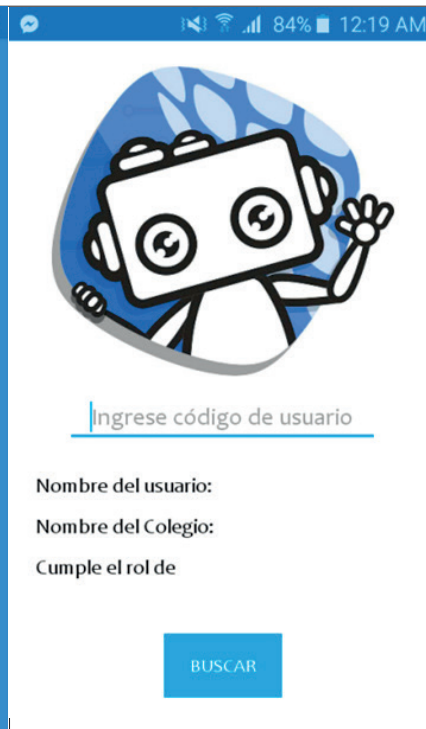 84% 12:19 AM
Ingrese código de usuario
Nombre del usuario:
Nombre del Colegio:
Cumple el rol de
BUSCAR